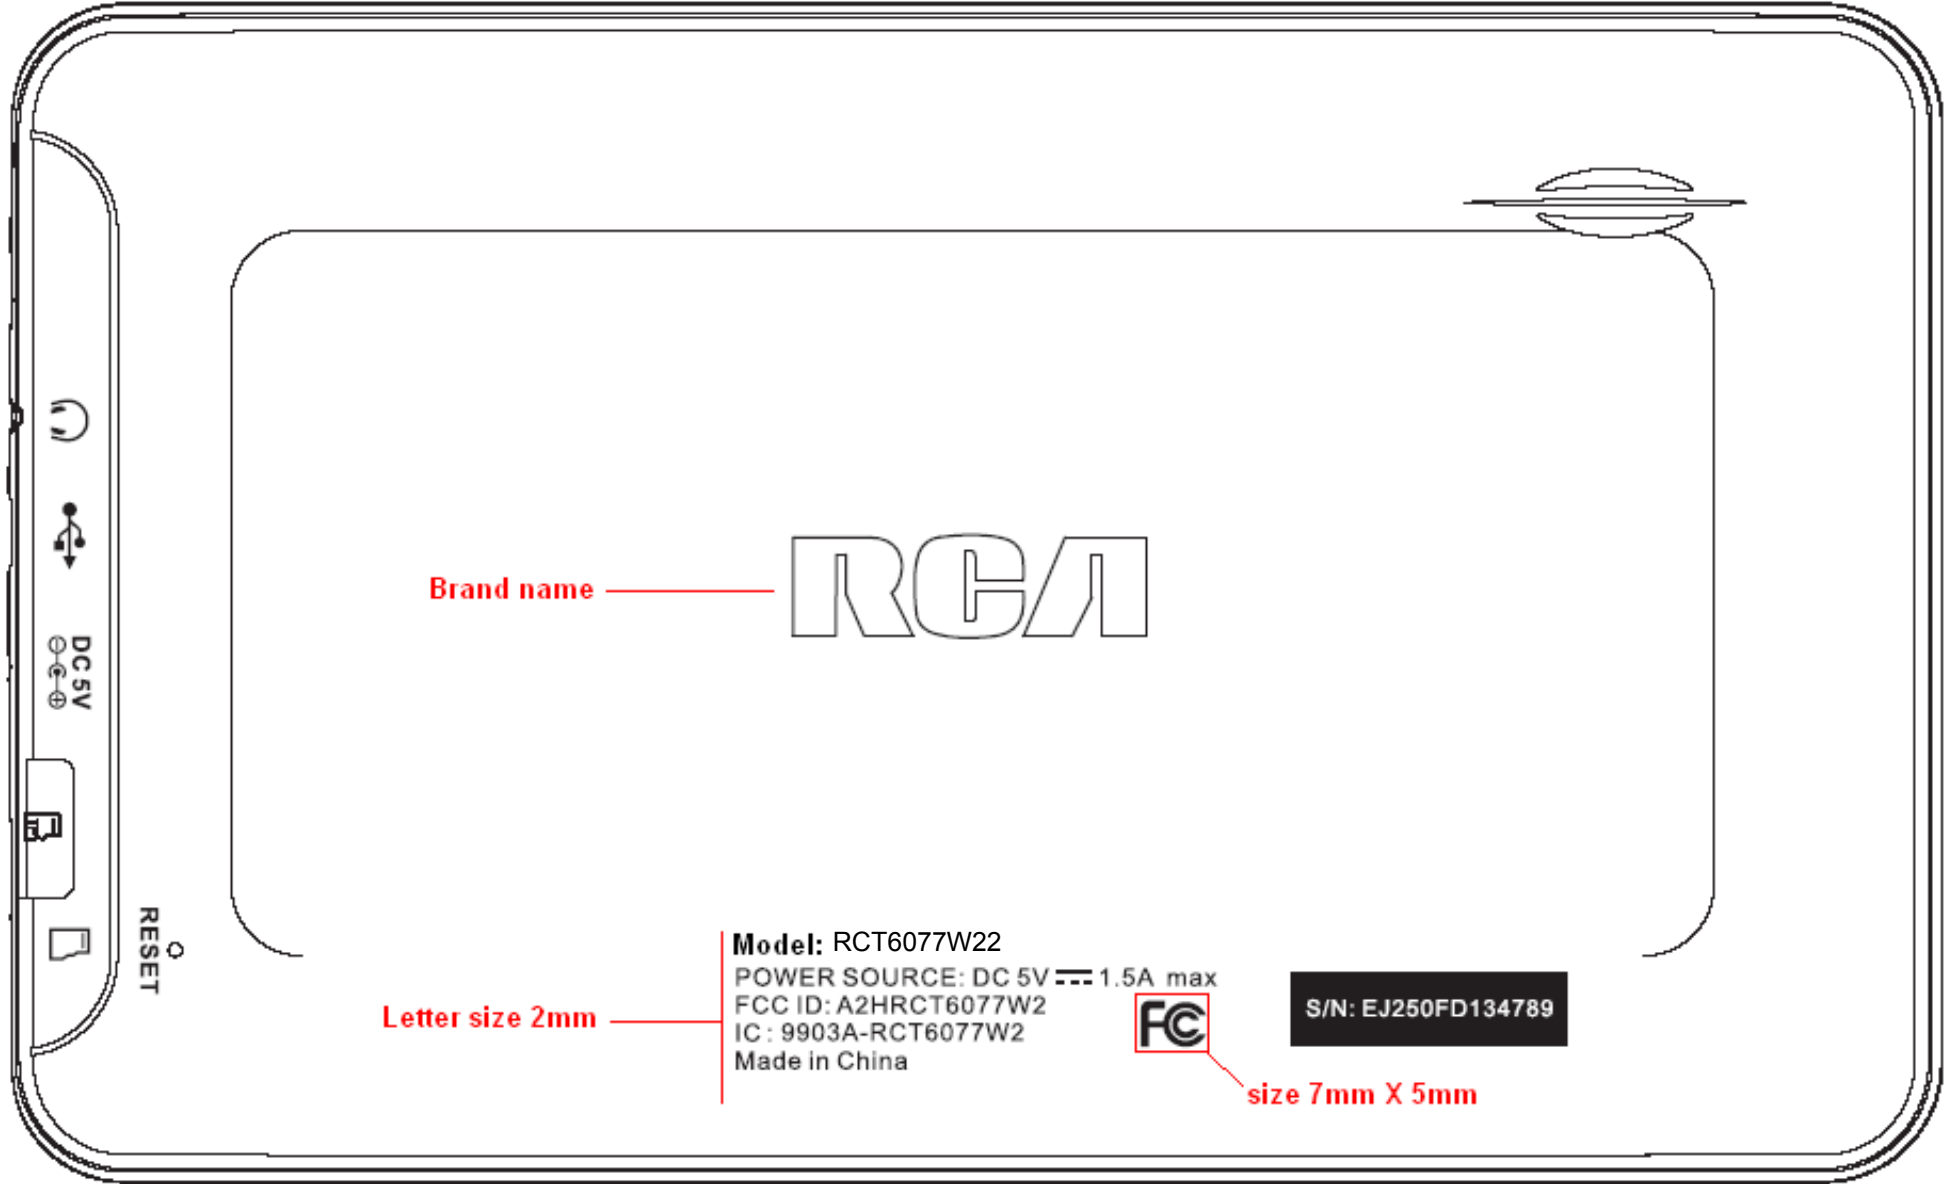 RCA
Brand name
DC 5V
RESET
Model: RCT6077W22
POWER SOURCE: DC 5V 1.5A max
FCC ID: A2HRCT6077W2
IC : 9903A-RCT6077W2
Made in China
Letter size 2mm
FC
S/N: EJ250FD134789
size 7mm X 5mm